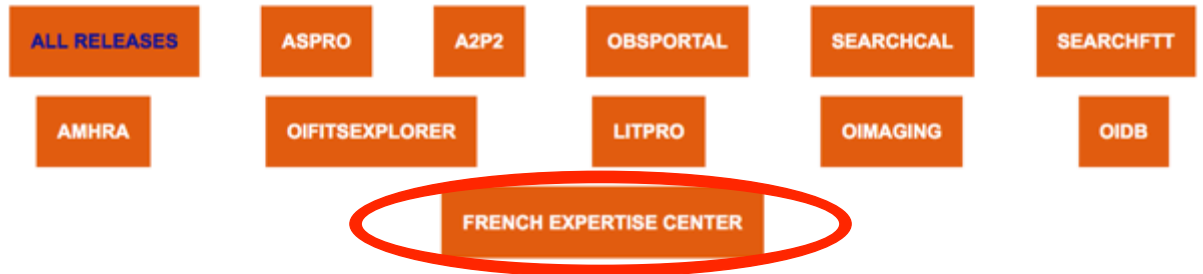 ALL RELEASES ASPRO A2P2 OBSPORTAL SEARCHCAL SEARCHFTT
AMHRA OIFITSEXPLORER LITPRO OIMAGING OIDB
FRENCH EXPERTISE CENTER